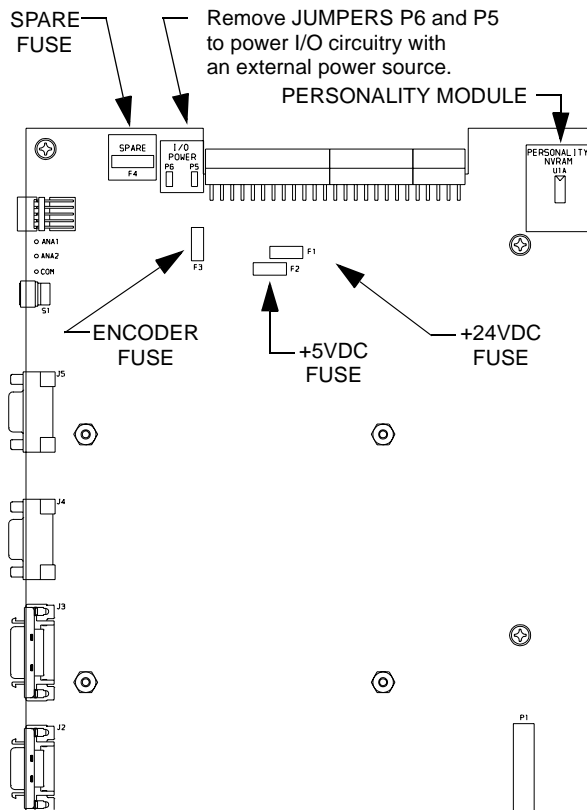 SPARE
FUSE
Remove JUMPERS P6 and P5
to power I/O circuitry with
an external power source.
PERSONALITY MODULE
SPARE
F4
I/O
POWER
P6 P5
PERSONALITY
NVRAM
U1A
ANA1
ANA2
COM
S1
F3
F1
F2
ENCODER
FUSE
+5VDC
FUSE
+24VDC
FUSE
J5
J4
J3
J2
P1